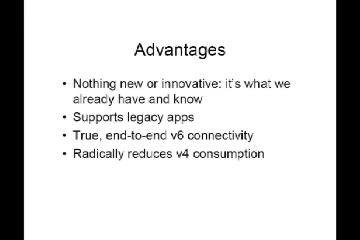 Advantages
• Nothing new or innovative: it's what we
already have and know
• Supports legacy apps
• True, end-to-end v6 connectivity
• Radically reduces v4 consumption